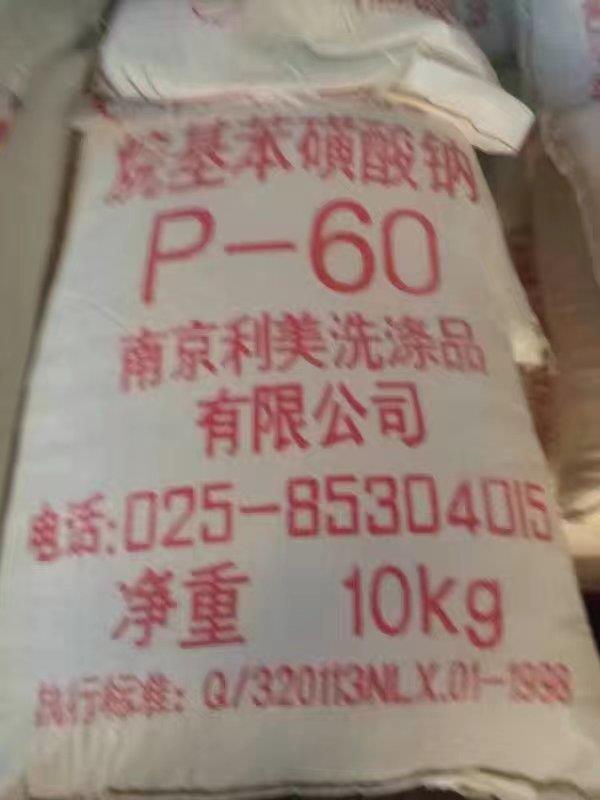 烷基苯磺酸钠
P-60
南京利美洗涤品
有限公司
电话:025-85304015
净重 10kg
执行标准: Q/320113NLX.01-1998